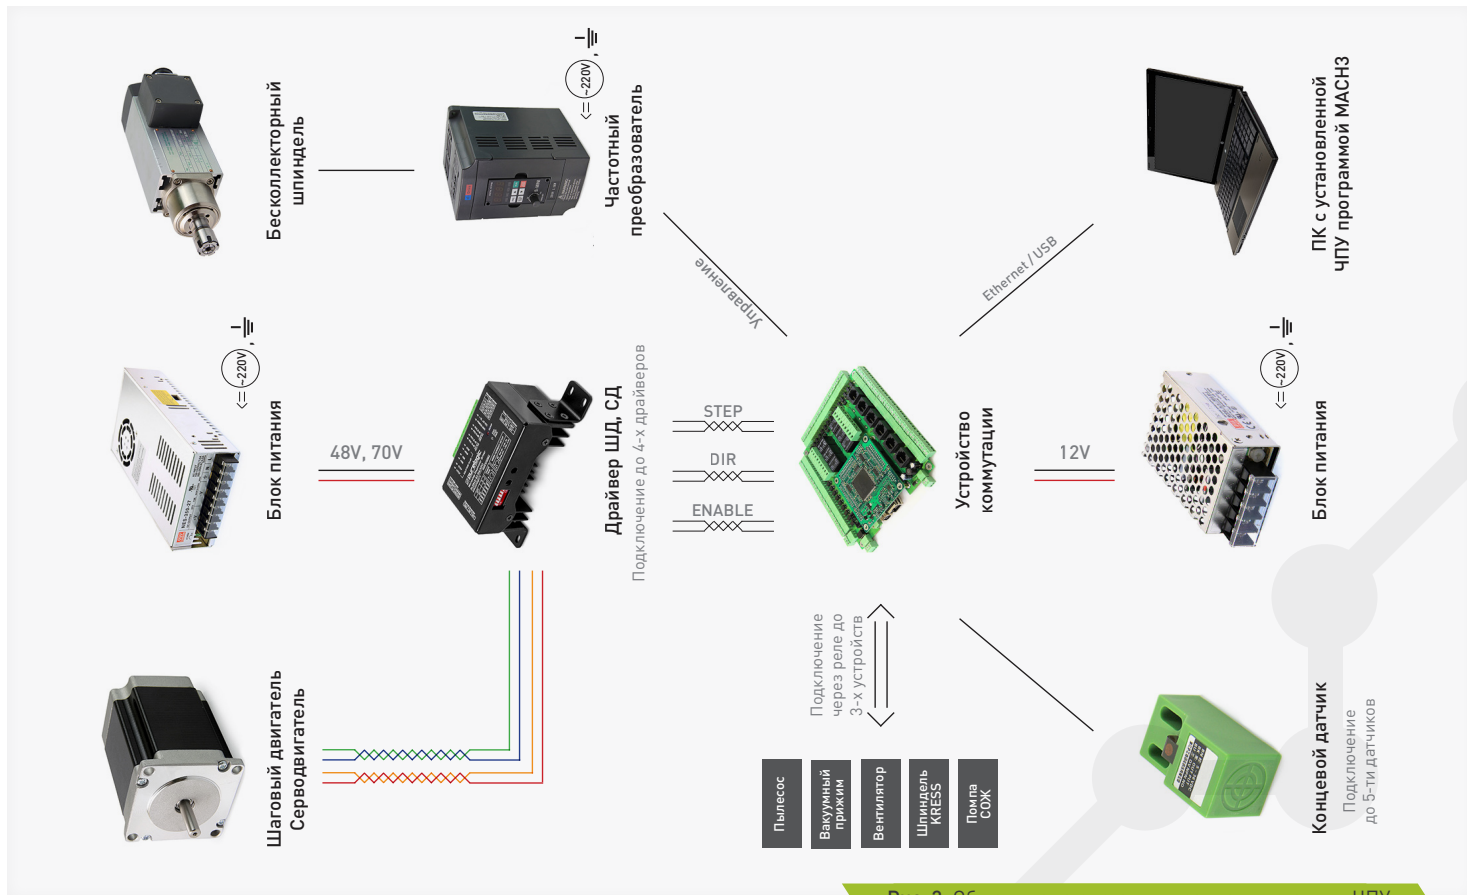 Бесколлекторный
шпиндель
~220V
Частотный
преобразователь
ПК с установленной
ЧПУ программой MACH3
Управление
Ethernet / USB
~220V
Блок питания
48V, 70V
Драйвер ШД, СД
Подключение до 4-х драйверов
STEP
DIR
ENABLE
Устройство
коммутации
12V
~220V
Блок питания
Шаговый двигатель
Серводвигатель
Подключение
через реле до
3-х устройств
Пылесос
Вакуумный
прижим
Вентилятор
Шпиндель
KRESS
Помпа
СОЖ
Концевой датчик
Подключение
до 5-ти датчиков